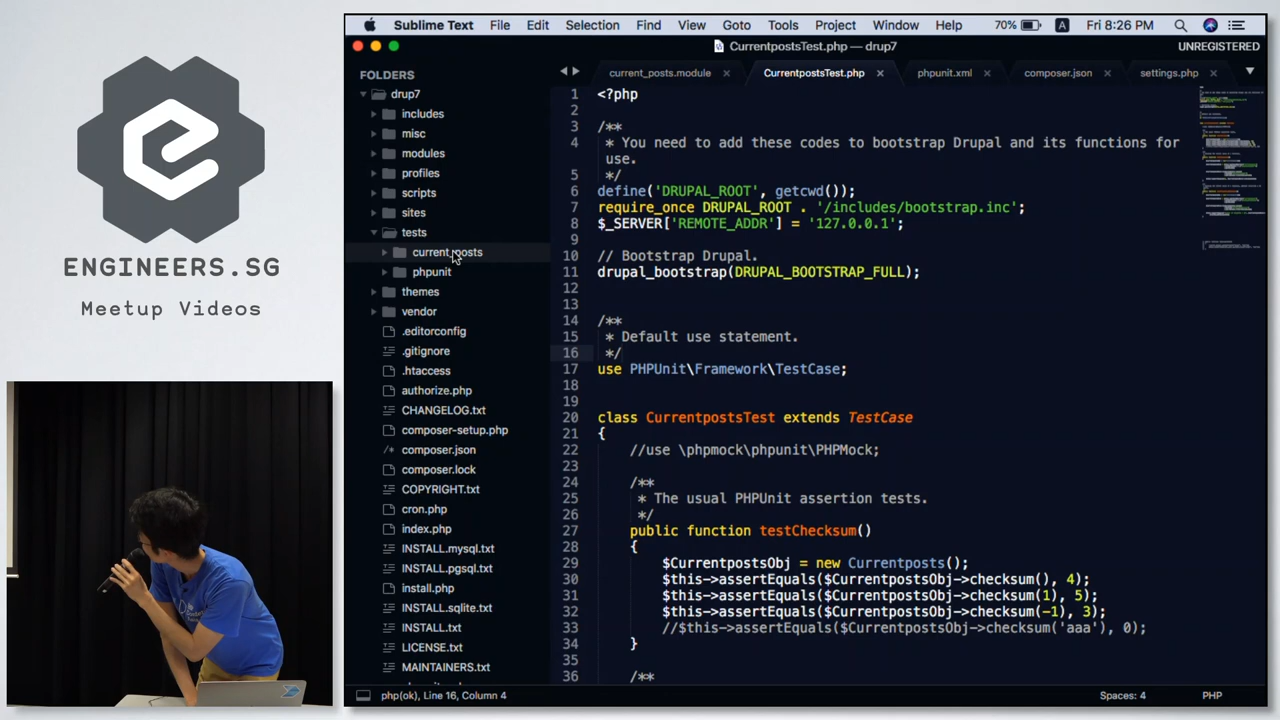 ENGINEERS.SG
Meetup Videos
Sublime Text File Edit Selection Find View Goto Tools Project Window Help 70% A Fri 8:26 PM
CurrentpostsTest.php — drup7
UNREGISTERED
FOLDERS
drup7
includes
misc
modules
profiles
scripts
sites
tests
current_posts
phpunit
themes
vendor
.editorconfig
.gitignore
.htaccess
authorize.php
CHANGELOG.txt
composer-setup.php
composer.json
composer.lock
COPYRIGHT.txt
cron.php
index.php
INSTALL.mysql.txt
INSTALL.pgsql.txt
install.php
INSTALL.sqlite.txt
INSTALL.txt
LICENSE.txt
MAINTAINERS.txt
current_posts.module × CurrentpostsTest.php × phpunit.xml × composer.json × settings.php ×
1 <?php
2
3 /**
4 * You need to add these codes to bootstrap Drupal and its functions for
use.
5 */
6 define('DRUPAL_ROOT', getcwd());
7 require_once DRUPAL_ROOT . '/includes/bootstrap.inc';
8 $_SERVER['REMOTE_ADDR'] = '127.0.0.1';
9
10 // Bootstrap Drupal.
11 drupal_bootstrap(DRUPAL_BOOTSTRAP_FULL);
12
13
14 /**
15 * Default use statement.
16 */
17 use PHPUnit\Framework\TestCase;
18
19
20 class CurrentpostsTest extends TestCase
21 {
22 //use \phpmock\phpunit\PHPMock;
23
24 /**
25 * The usual PHPUnit assertion tests.
26 */
27 public function testChecksum()
28 {
29 $CurrentpostsObj = new Currentposts();
30 $this->assertEquals($CurrentpostsObj->checksum(), 4);
31 $this->assertEquals($CurrentpostsObj->checksum(1), 5);
32 $this->assertEquals($CurrentpostsObj->checksum(-1), 3);
33 //$this->assertEquals($CurrentpostsObj->checksum('aaa'), 0);
34 }
35
36 /**
php(ok), Line 16, Column 4
Spaces: 4
PHP